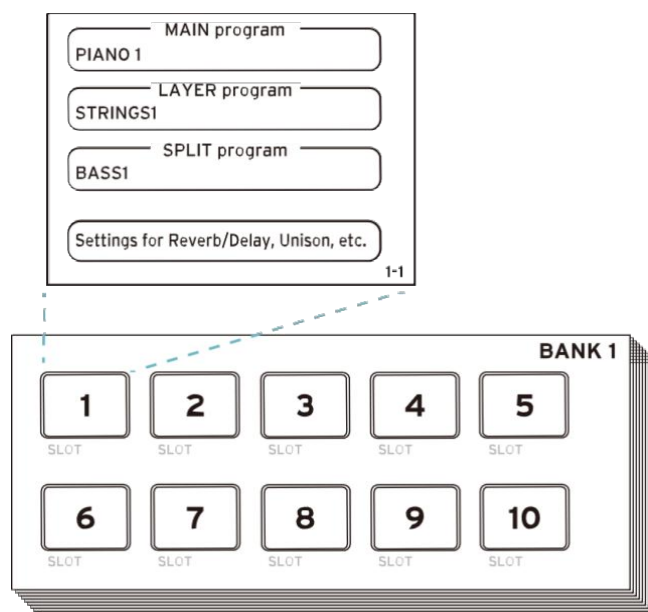 MAIN program
PIANO 1
LAYER program
STRINGS1
SPLIT program
BASS1
Settings for Reverb/Delay, Unison, etc.
1-1
BANK 1
1 2 3 4 5
SLOT SLOT SLOT SLOT SLOT
6 7 8 9 10
SLOT SLOT SLOT SLOT SLOT